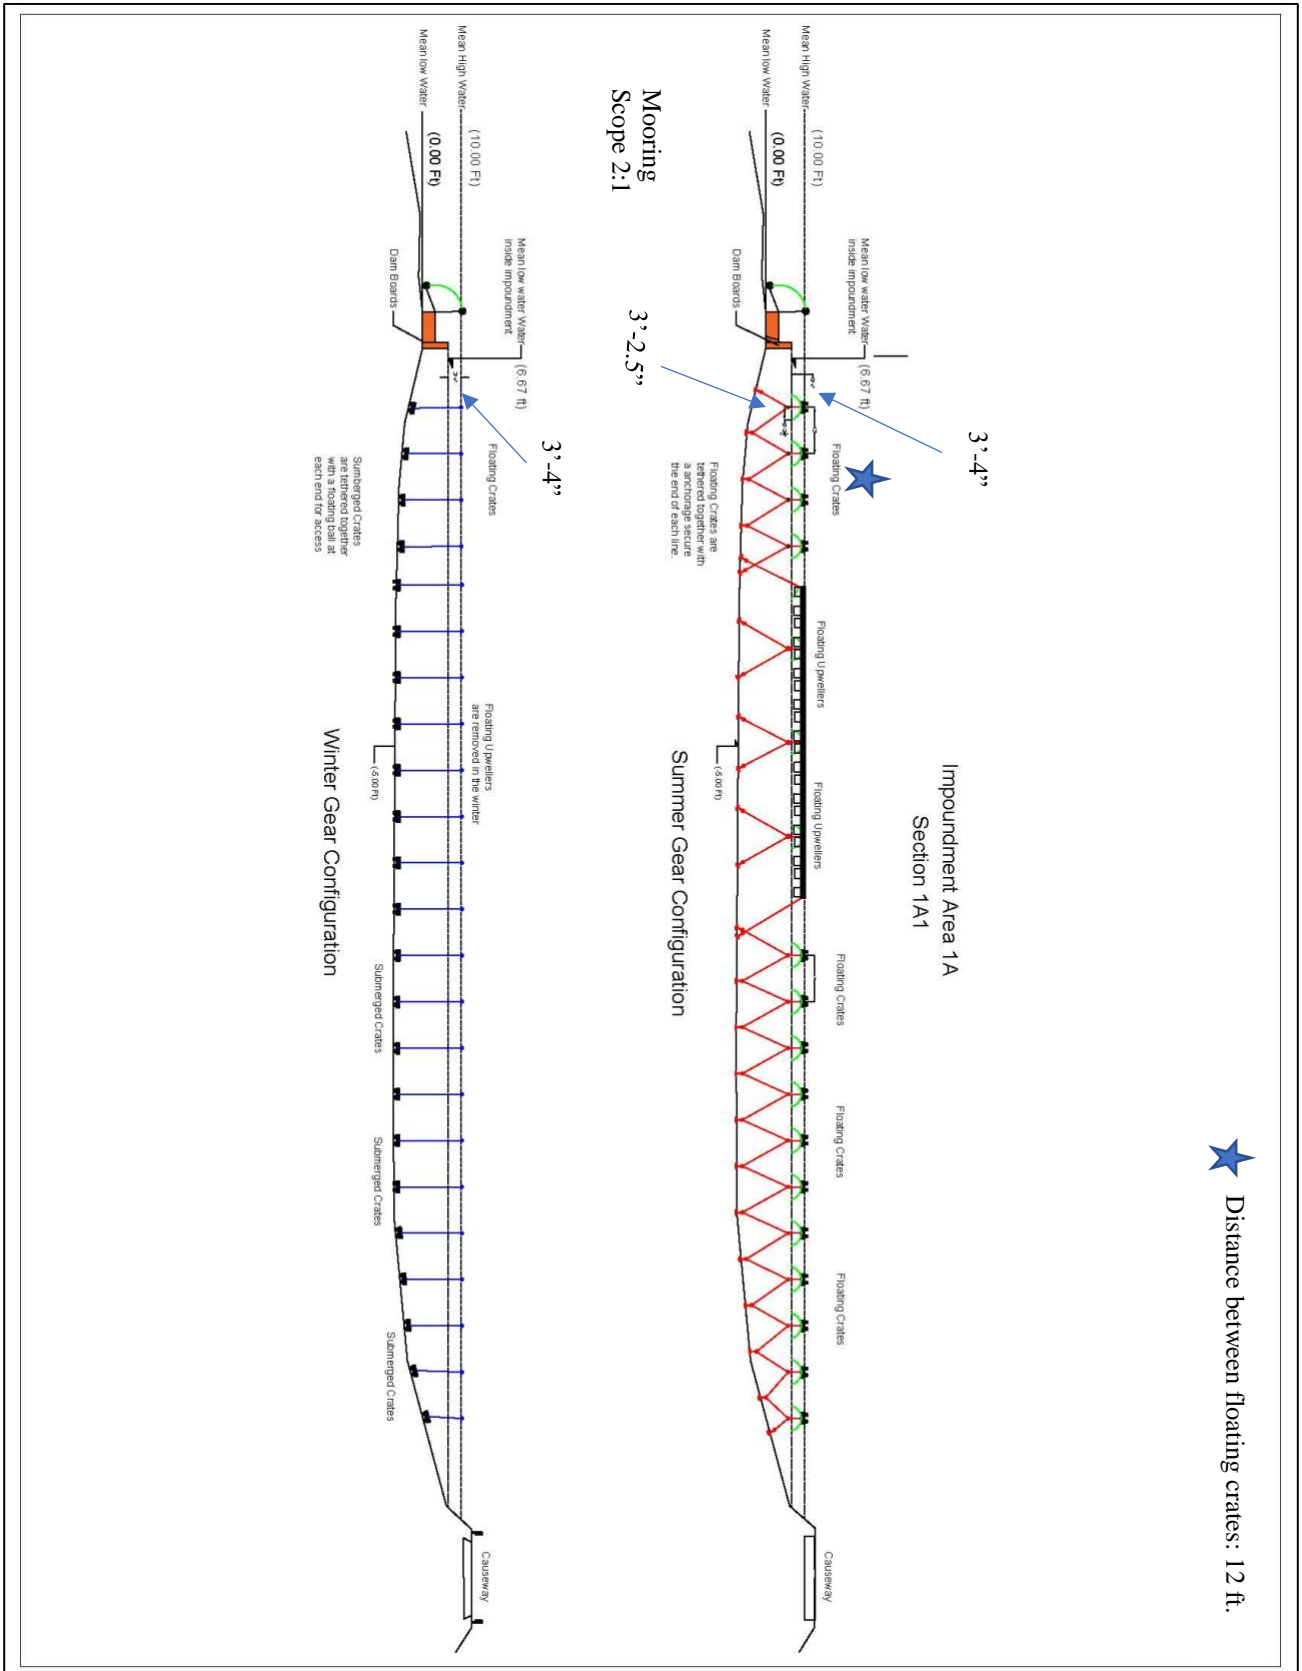 Distance between floating crates: 12 ft.
Impoundment Area 1A
Section 1A1
3'-4"
Mean low water Water
inside impoundment
(6.67 ft)
Floating Crates
Floating Upwellers
Floating Upwellers
Floating Crates
Floating Crates
Floating Crates
Causeway
Mean High Water
(10.00 Ft)
Mean low Water
(0.00 Ft)
Dam Boards
Floating Crates are
tethered together with
a anchorage secure
the end of each line.
(-5.00 Ft)
Summer Gear Configuration
Mooring
Scope 2:1
3'-2.5"
3'-4"
Mean low water Water
inside impoundment
(6.67 ft)
Floating Crates
Floating Upwellers
are removed in the winter
Causeway
Mean High Water
(10.00 Ft)
Mean low Water
(0.00 Ft)
Dam Boards
Sumberged Crates
are tethered together
with a floating ball at
each end for access
(-5.00 Ft)
Submerged Crates
Submerged Crates
Submerged Crates
Winter Gear Configuration